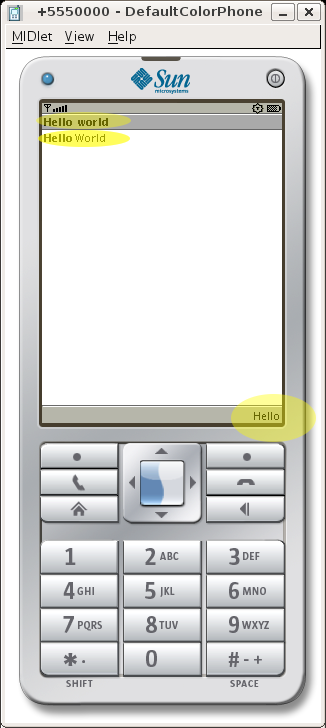 +5550000 - DefaultColorPhone
MIDlet View Help
Sun
microsystems
Hello world
Hello World
Hello
1 2 ABC 3 DEF
4 GHI 5 JKL 6 MNO
7 PQRS 8 TUV 9 WXYZ
* . 0 # - +
SHIFT SPACE